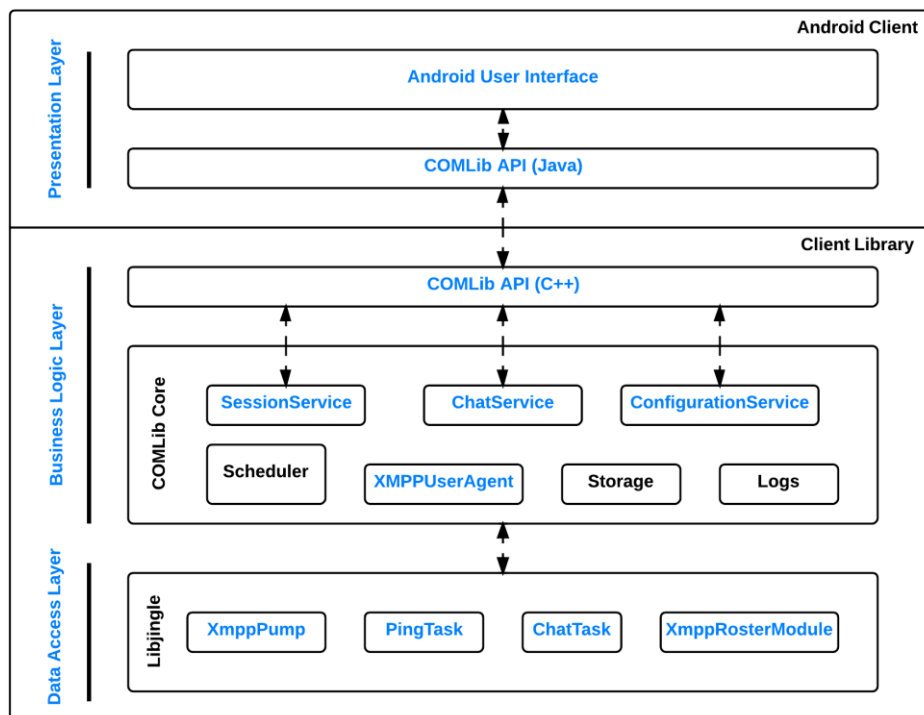 Android Client
Presentation Layer
Android User Interface
COMLib API (Java)
Client Library
Business Logic Layer
COMLib API (C++)
COMLib Core
SessionService
ChatService
ConfigurationService
Scheduler
XMPPUserAgent
Storage
Logs
Data Access Layer
Libjingle
XmppPump
PingTask
ChatTask
XmppRosterModule